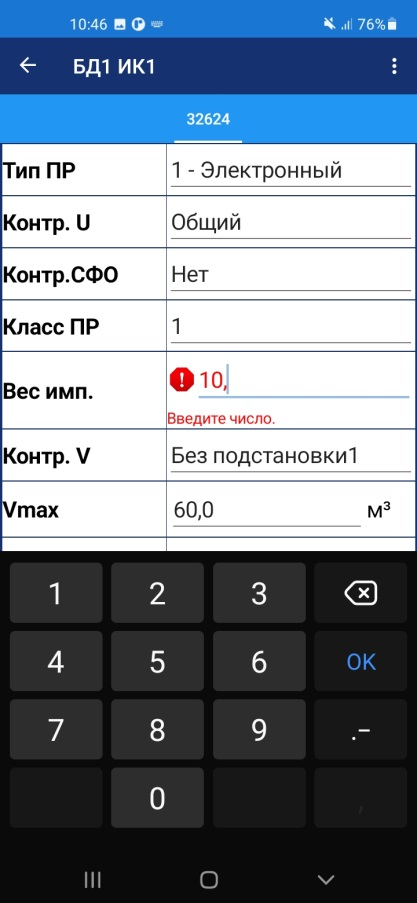 10:46 76%
БД1 ИК1
32624
Тип ПР 1 - Электронный
Контр. U Общий
Контр.СФО Нет
Класс ПР 1
Вес имп. 10,
Введите число.
Контр. V Без подстановки1
Vmax 60,0 м³
1 2 3
4 5 6 OK
7 8 9 .-
0 ,